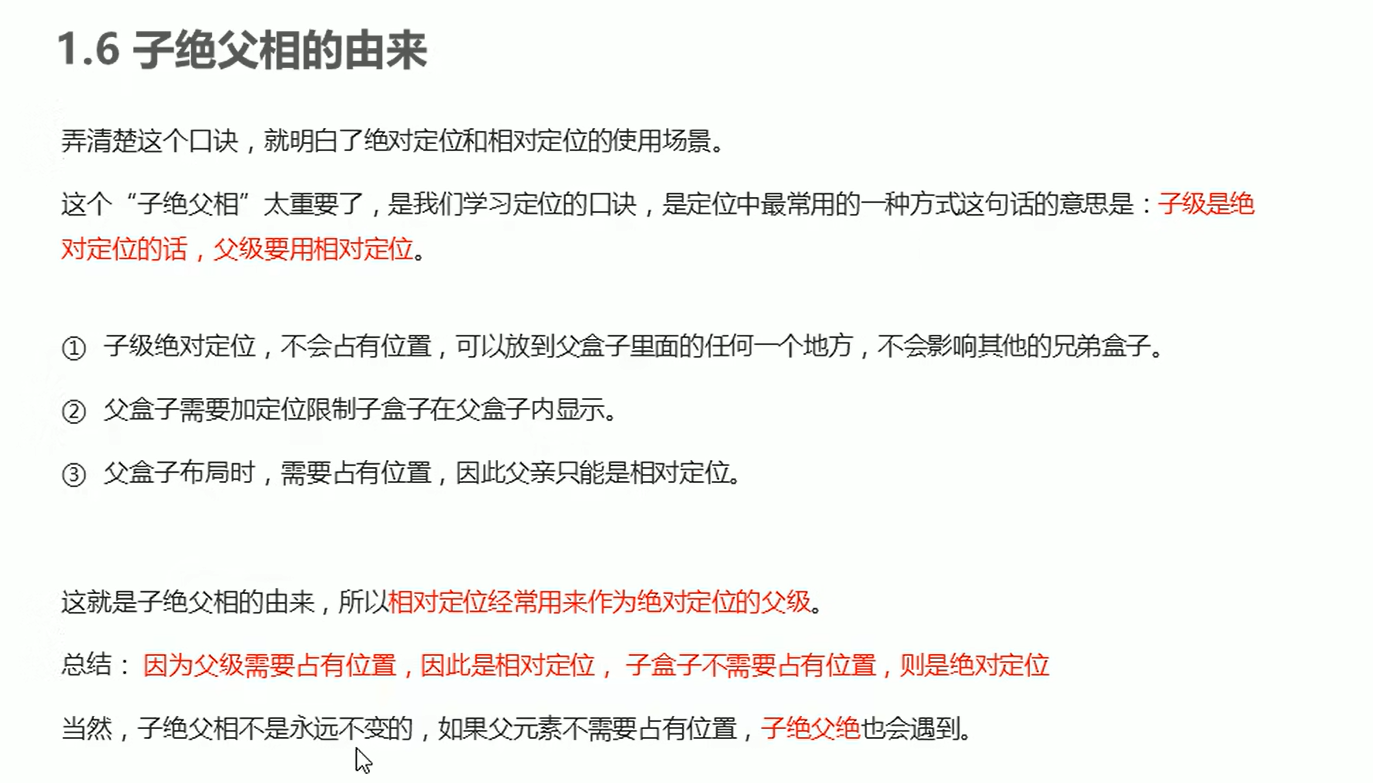 1.6 子绝父相的由来
弄清楚这个口诀，就明白了绝对定位和相对定位的使用场景。
这个“子绝父相”太重要了，是我们学习定位的口诀，是定位中最常用的一种方式这句话的意思是：子级是绝
对定位的话，父级要用相对定位。
① 子级绝对定位，不会占有位置，可以放到父盒子里面的任何一个地方，不会影响其他的兄弟盒子。
② 父盒子需要加定位限制子盒子在父盒子内显示。
③ 父盒子布局时，需要占有位置，因此父亲只能是相对定位。
这就是子绝父相的由来，所以相对定位经常用来作为绝对定位的父级。
总结： 因为父级需要占有位置，因此是相对定位， 子盒子不需要占有位置，则是绝对定位
当然，子绝父相不是永远不变的，如果父元素不需要占有位置，子绝父绝也会遇到。